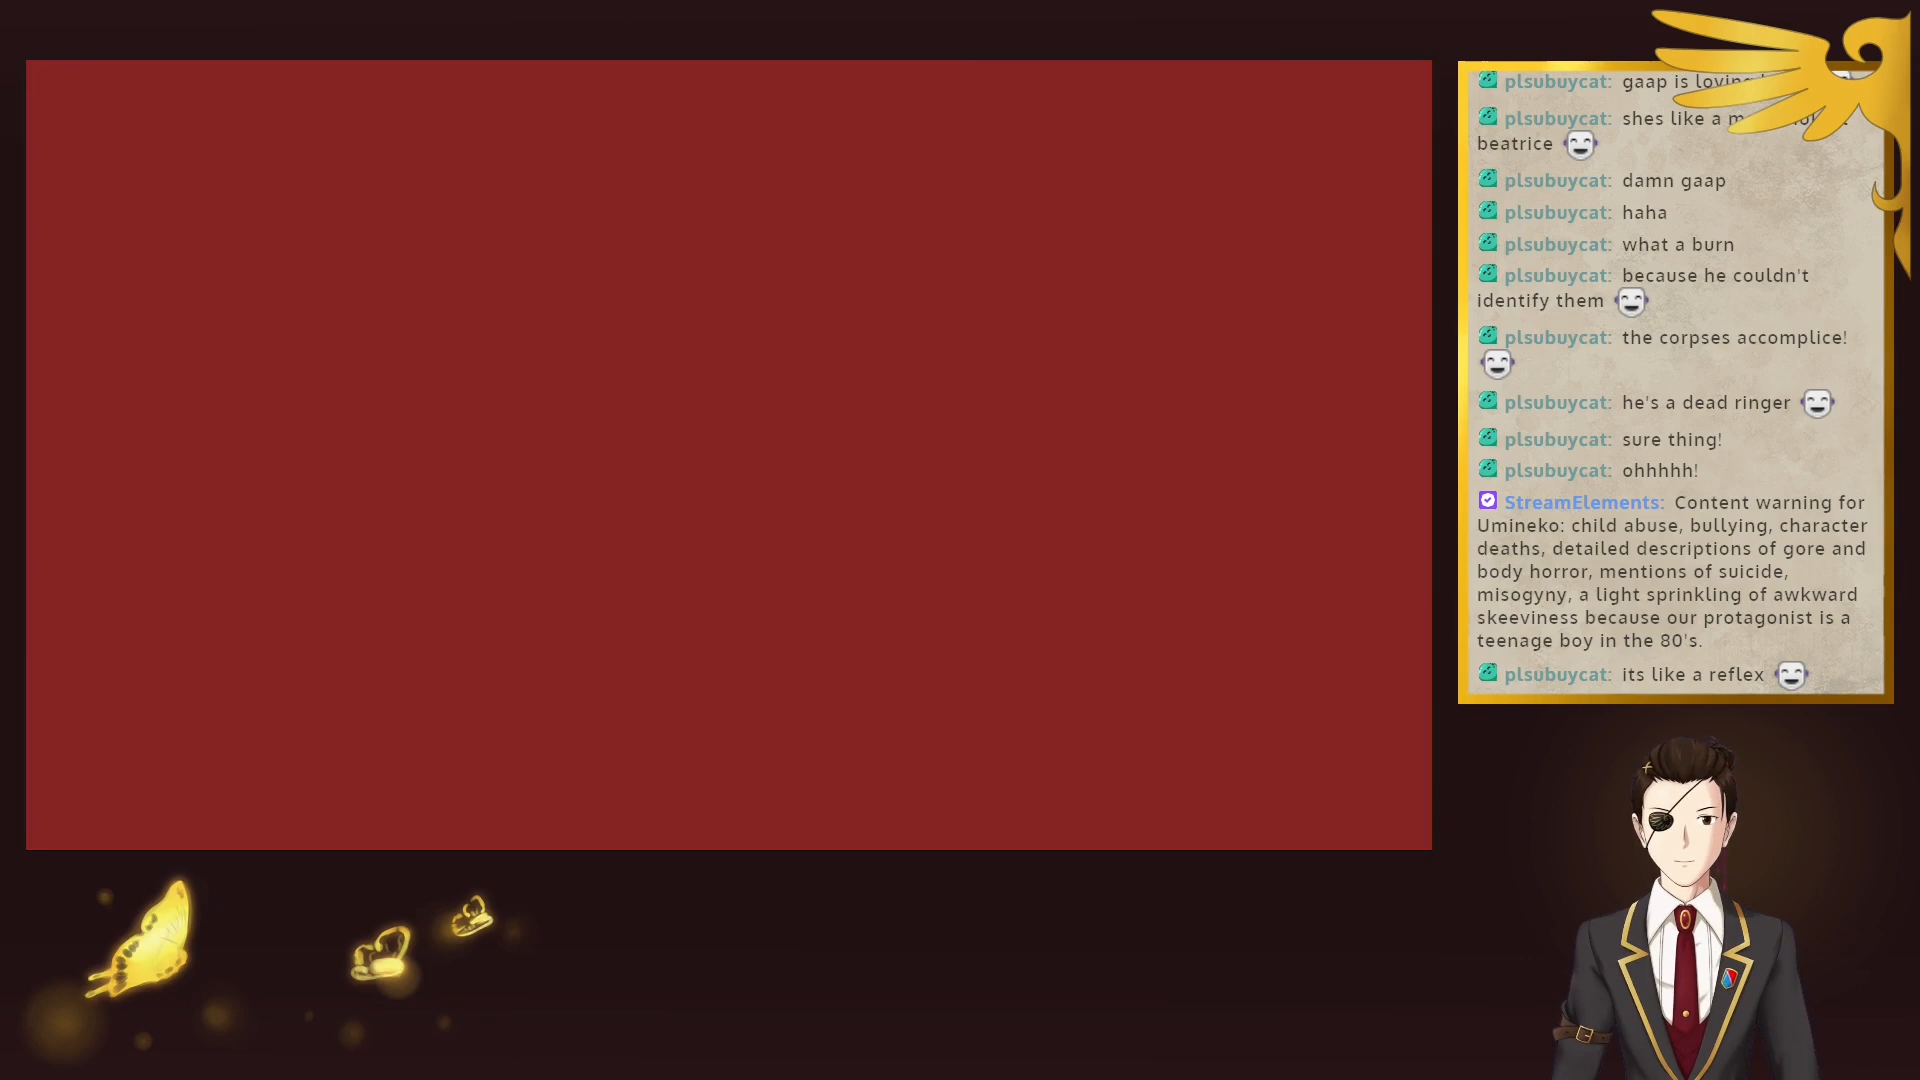 plsubuycat: gaap is loving
plsubuycat: shes like a
beatrice
plsubuycat: damn gaap
plsubuycat: haha
plsubuycat: what a burn
plsubuycat: because he couldn't
identify them
plsubuycat: the corpses accomplice!
plsubuycat: he's a dead ringer
plsubuycat: sure thing!
plsubuycat: ohhhhh!
StreamElements: Content warning for
Umineko: child abuse, bullying, character
deaths, detailed descriptions of gore and
body horror, mentions of suicide,
misogyny, a light sprinkling of awkward
skeeviness because our protagonist is a
teenage boy in the 80's.
plsubuycat: its like a reflex